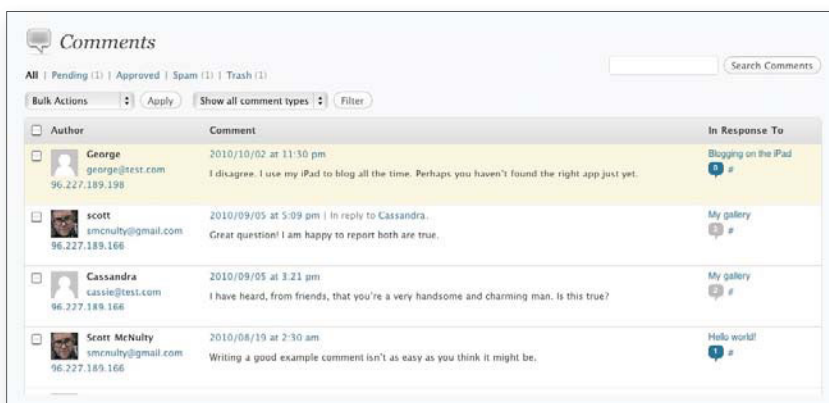 Comments
All | Pending (1) | Approved | Spam (1) | Trash (1)
Search Comments
Bulk Actions Apply Show all comment types Filter
Author Comment In Response To
George 2010/10/02 at 11:30 pm Blogging on the iPad
george@test.com I disagree. I use my iPad to blog all the time. Perhaps you haven't found the right app just yet. 0 #
96.227.189.198
scott 2010/09/05 at 5:09 pm | In reply to Cassandra. My gallery
smcnulty@gmail.com Great question! I am happy to report both are true. #
96.227.189.166
Cassandra 2010/09/05 at 3:21 pm My gallery
cassie@test.com I have heard, from friends, that you're a very handsome and charming man. Is this true? 2 #
96.227.189.166
Scott McNulty 2010/08/19 at 2:30 am Hello world!
smcnulty@gmail.com Writing a good example comment isn't as easy as you think it might be. 1 #
96.227.189.166